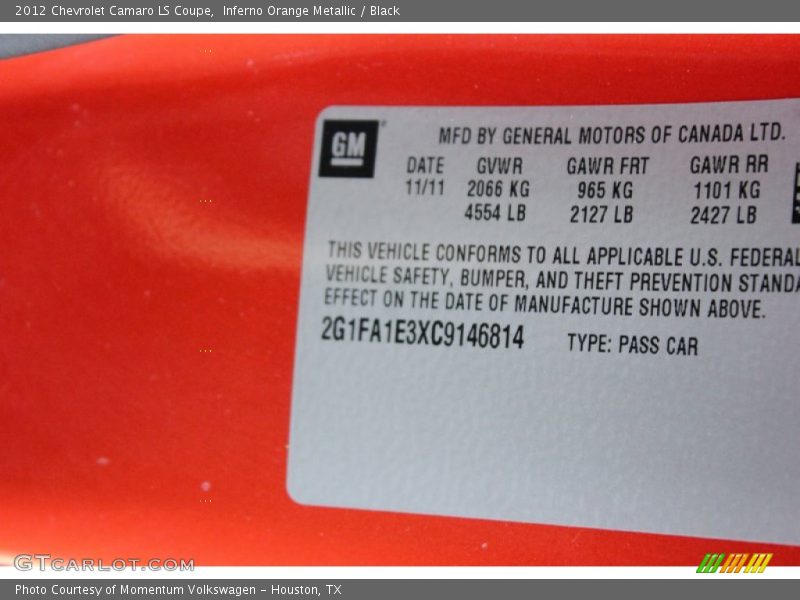 2012 Chevrolet Camaro LS Coupe,  Inferno Orange Metallic / Black
GM
MFD BY GENERAL MOTORS OF CANADA LTD.
DATE GVWR GAWR FRT GAWR RR
11/11 2066 KG 965 KG 1101 KG
4554 LB 2127 LB 2427 LB
THIS VEHICLE CONFORMS TO ALL APPLICABLE U.S. FEDERAL
VEHICLE SAFETY, BUMPER, AND THEFT PREVENTION STANDA
EFFECT ON THE DATE OF MANUFACTURE SHOWN ABOVE.
2G1FA1E3XC9146814 TYPE: PASS CAR
GTCARLOT.COM
Photo Courtesy of Momentum Volkswagen - Houston, TX